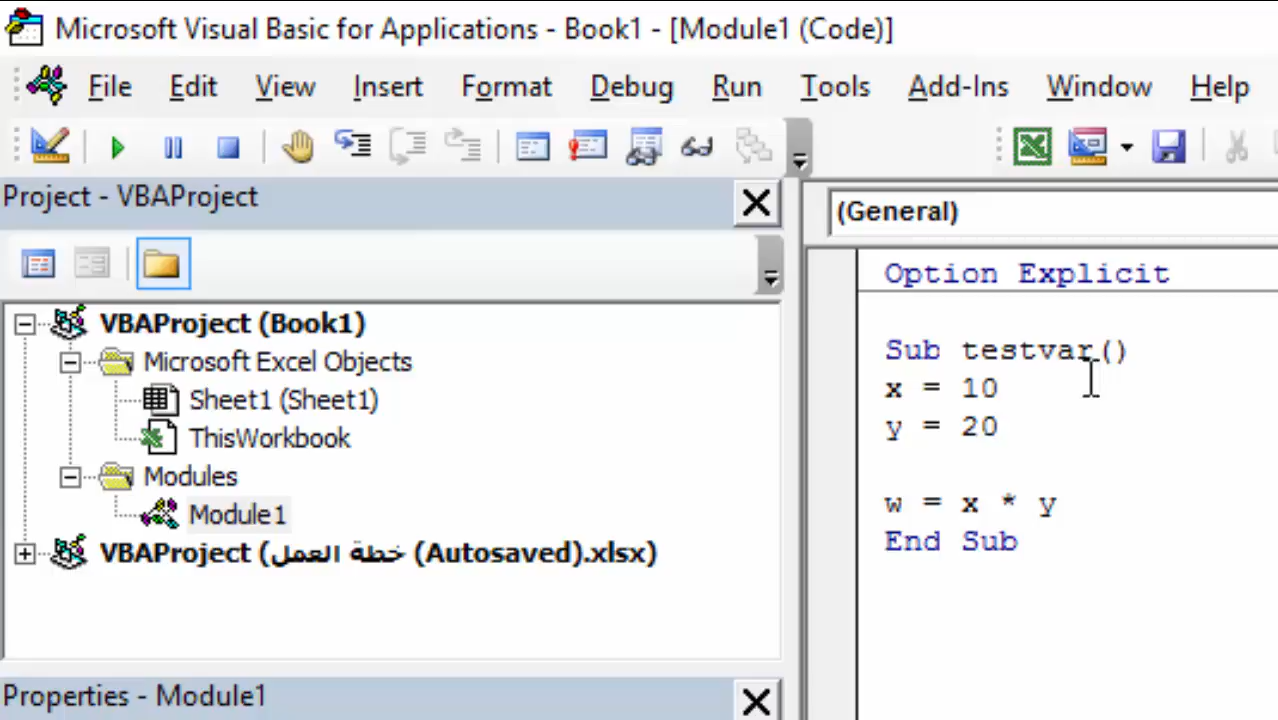 Microsoft Visual Basic for Applications - Book1 - [Module1 (Code)]
File Edit View Insert Format Debug Run Tools Add-Ins Window Help
Project - VBAProject
(General)
VBAProject (Book1)
Microsoft Excel Objects
Sheet1 (Sheet1)
ThisWorkbook
Modules
Module1
VBAProject (خطة العمل (Autosaved).xlsx)
Properties - Module1
Option Explicit
Sub testvar()
x = 10
y = 20
w = x * y
End Sub